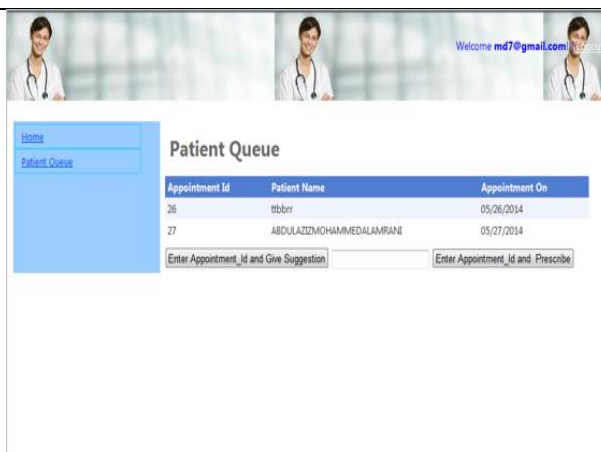 Welcome md7@gmail.com!
Home
Patient Queue
Patient Queue
Appointment Id Patient Name Appointment On
26 ttbbrr 05/26/2014
27 ABDULAZIZMOHAMMEDALAMRANI 05/27/2014
Enter Appointment_Id and Give Suggestion Enter Appointment_Id and Prescribe